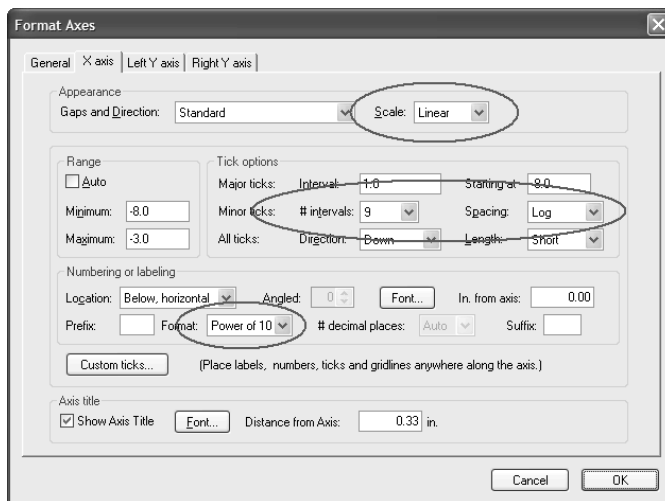 Format Axes
General X axis Left Y axis Right Y axis
Appearance
Gaps and Direction: Standard Scale: Linear
Range Tick options
Auto Major ticks: Interval: 1.0 Starting at -8.0
Minimum: -8.0 Minor ticks: # intervals: 9 Spacing: Log
Maximum: -3.0 All ticks: Direction: Down Length: Short
Numbering or labeling
Location: Below, horizontal Angled: 0 Font... In. from axis: 0.00
Prefix: Format: Power of 10 # decimal places: Auto Suffix:
Custom ticks... (Place labels, numbers, ticks and gridlines anywhere along the axis.)
Axis title
Show Axis Title Font... Distance from Axis: 0.33 in.
Cancel OK